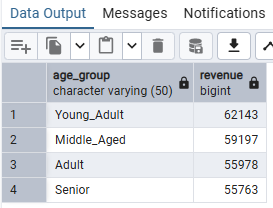 Data Output Messages Notifications
age_group revenue
character varying (50) bigint
1 Young_Adult 62143
2 Middle_Aged 59197
3 Adult 55978
4 Senior 55763